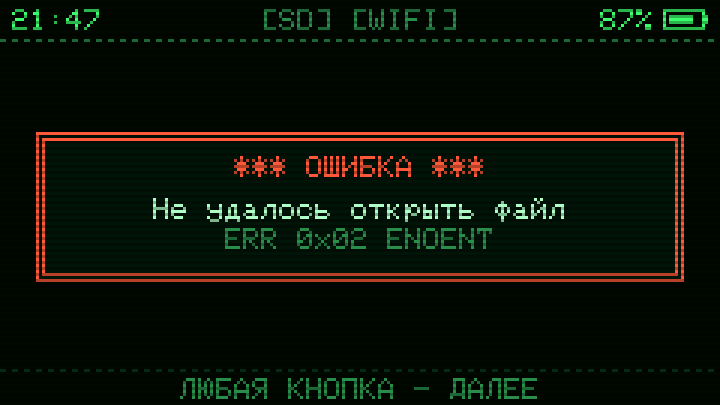 21:47 [SD] [WIFI] 87%
*** ОШИБКА ***
Не удалось открыть файл
ERR 0x02 ENOENT
ЛЮБАЯ КНОПКА — ДАЛЕЕ